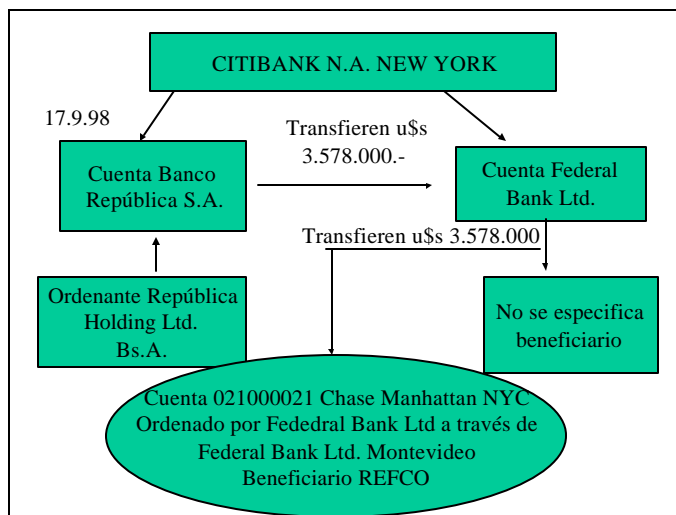 CITIBANK N.A. NEW YORK
17.9.98
Transfieren u$s
3.578.000.-
Cuenta Banco
República S.A.
Cuenta Federal
Bank Ltd.
Transfieren u$s 3.578.000
Ordenante República
Holding Ltd.
Bs.A.
No se especifica
beneficiario
Cuenta 021000021 Chase Manhattan NYC
Ordenado por Fededral Bank Ltd a través de
Federal Bank Ltd. Montevideo
Beneficiario REFCO